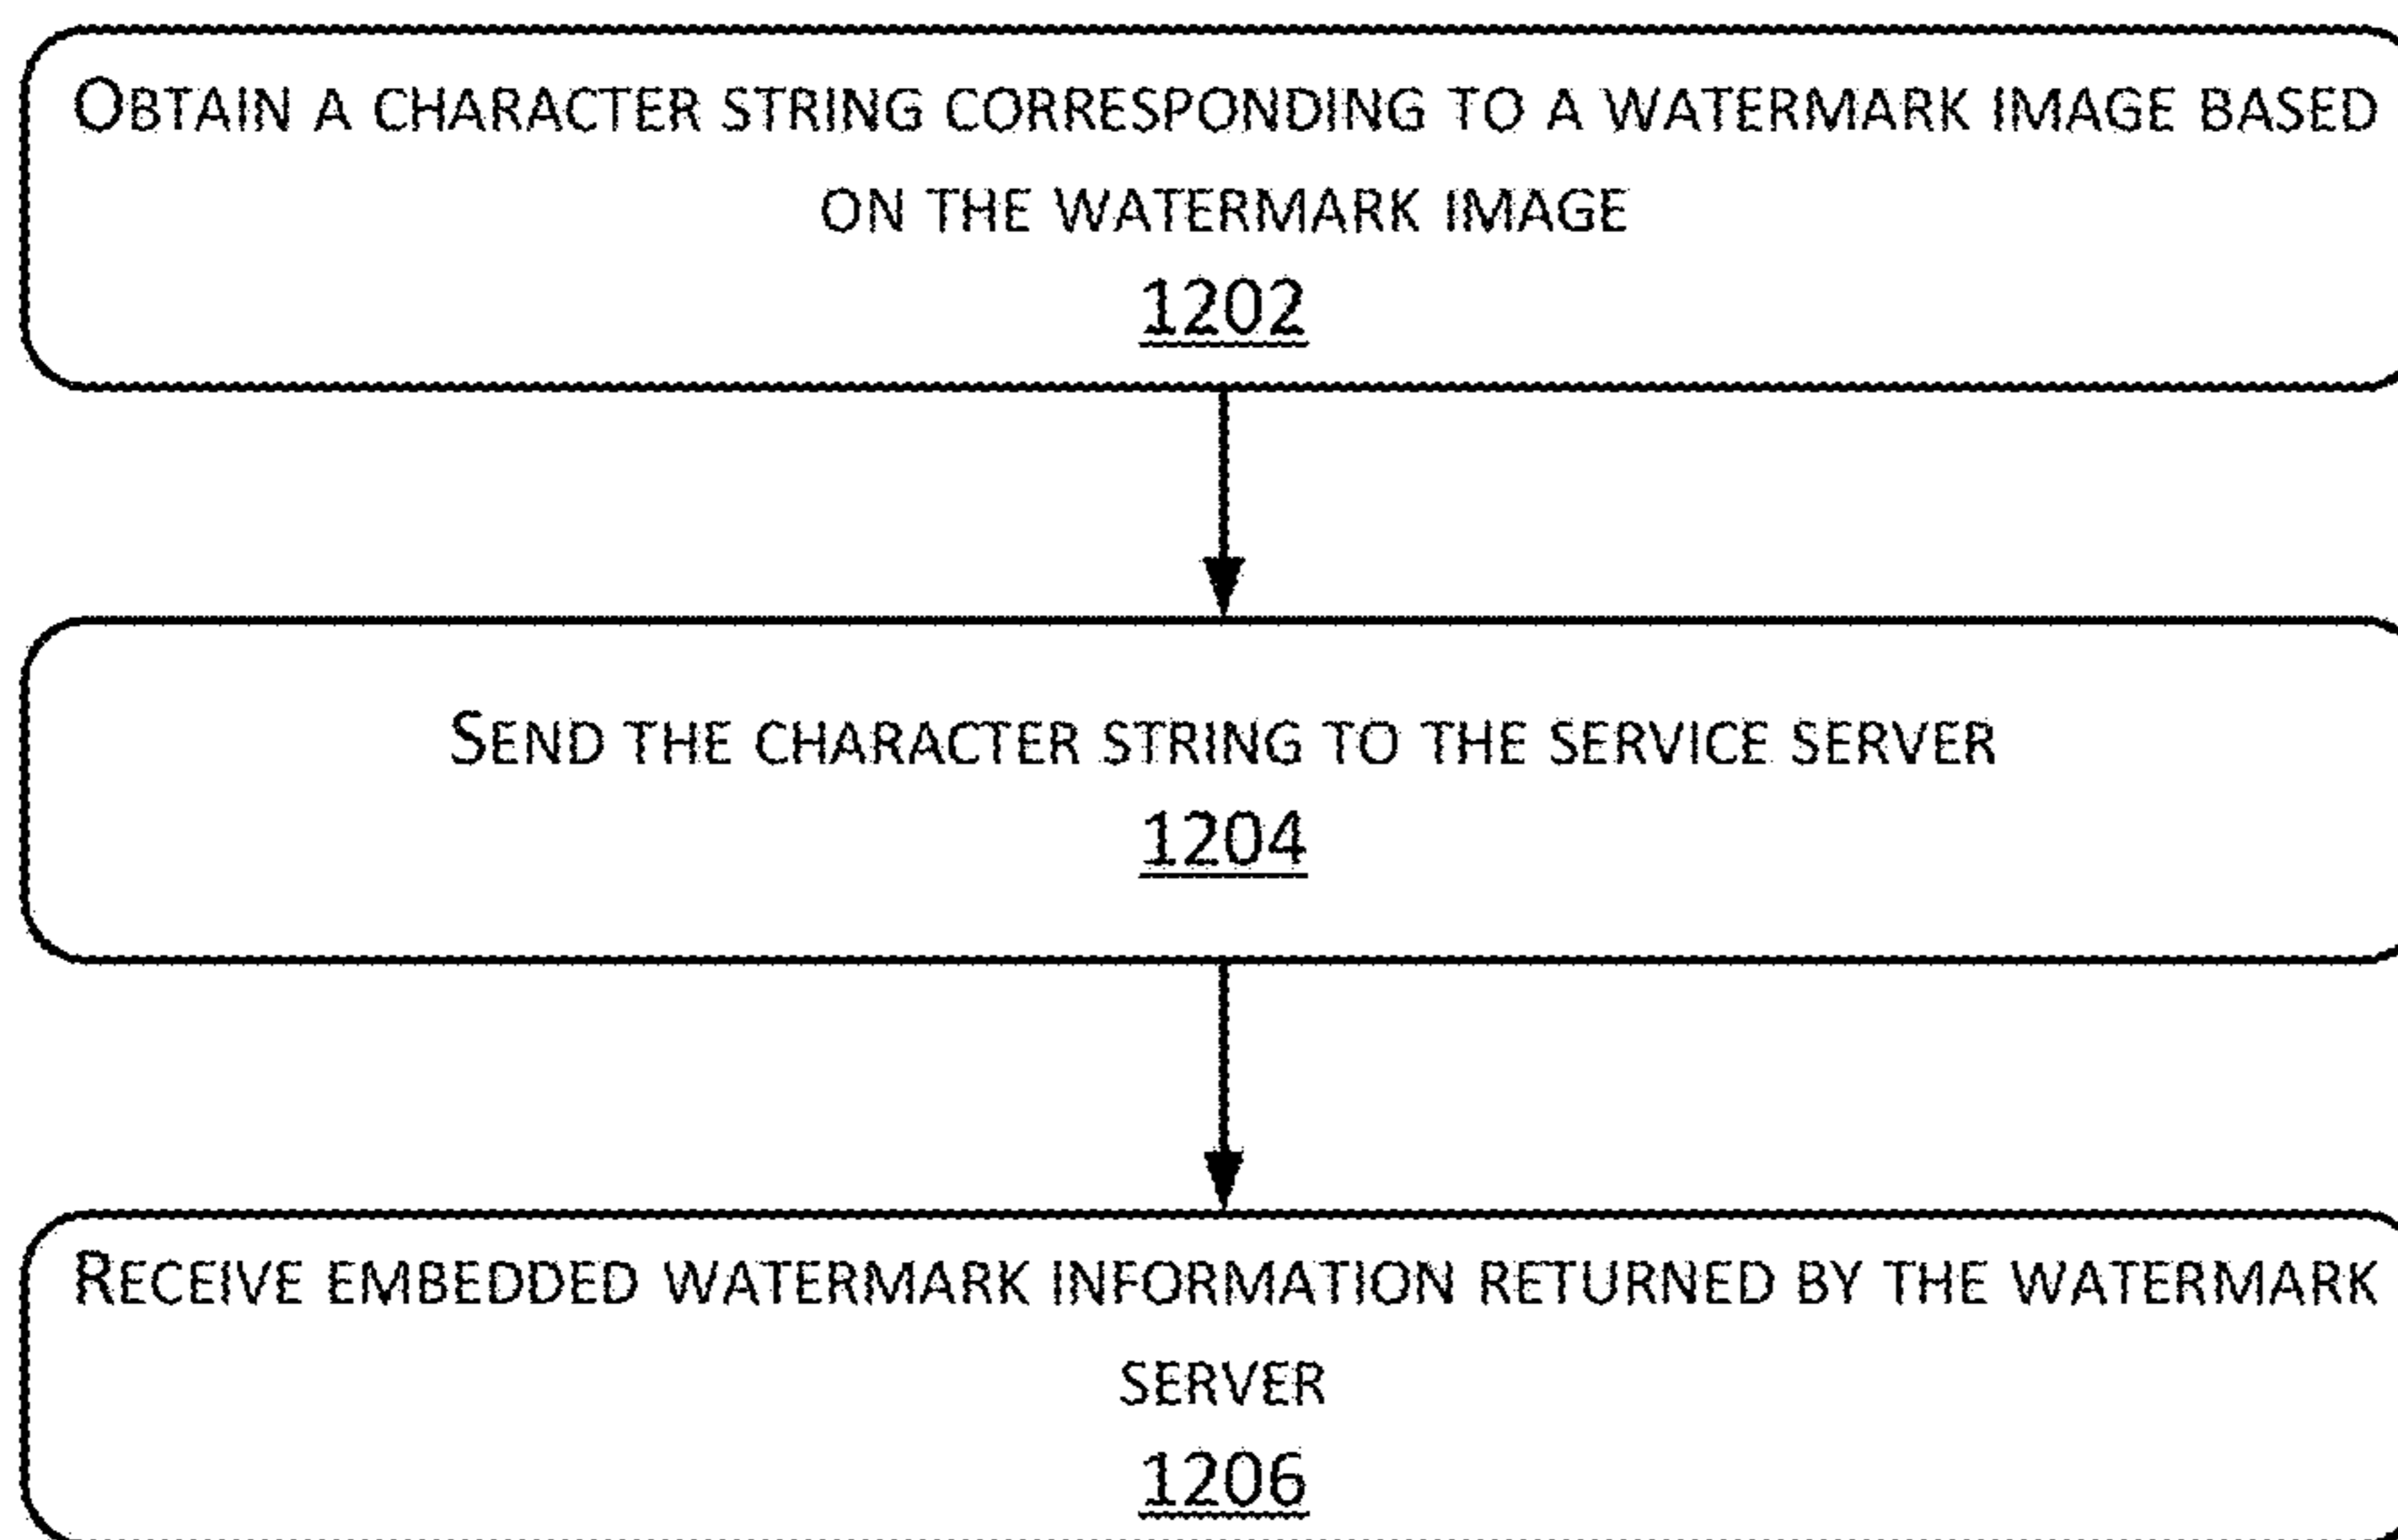 OBTAIN A CHARACTER STRING CORRESPONDING TO A WATERMARK IMAGE BASED
ON THE WATERMARK IMAGE
1202
SEND THE CHARACTER STRING TO THE SERVICE SERVER
1204
RECEIVE EMBEDDED WATERMARK INFORMATION RETURNED BY THE WATERMARK
SERVER
1206